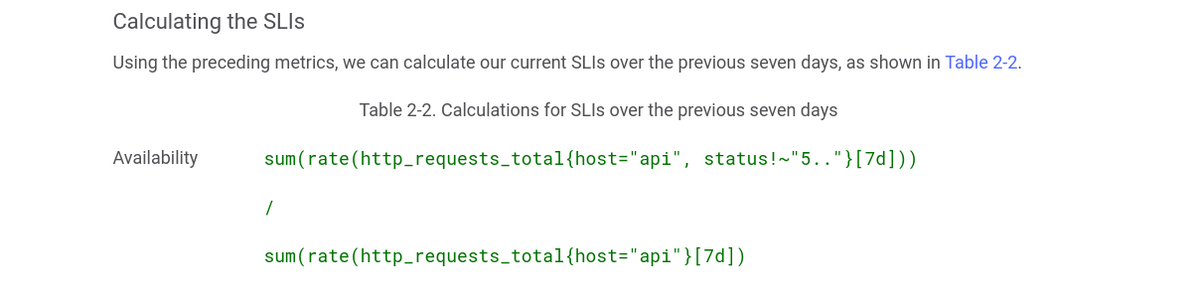 Calculating the SLIs
Using the preceding metrics, we can calculate our current SLIs over the previous seven days, as shown in Table 2-2.
Table 2-2. Calculations for SLIs over the previous seven days
Availability sum(rate(http_requests_total{host="api", status!~"5.."}[7d]))
/
sum(rate(http_requests_total{host="api"}[7d])